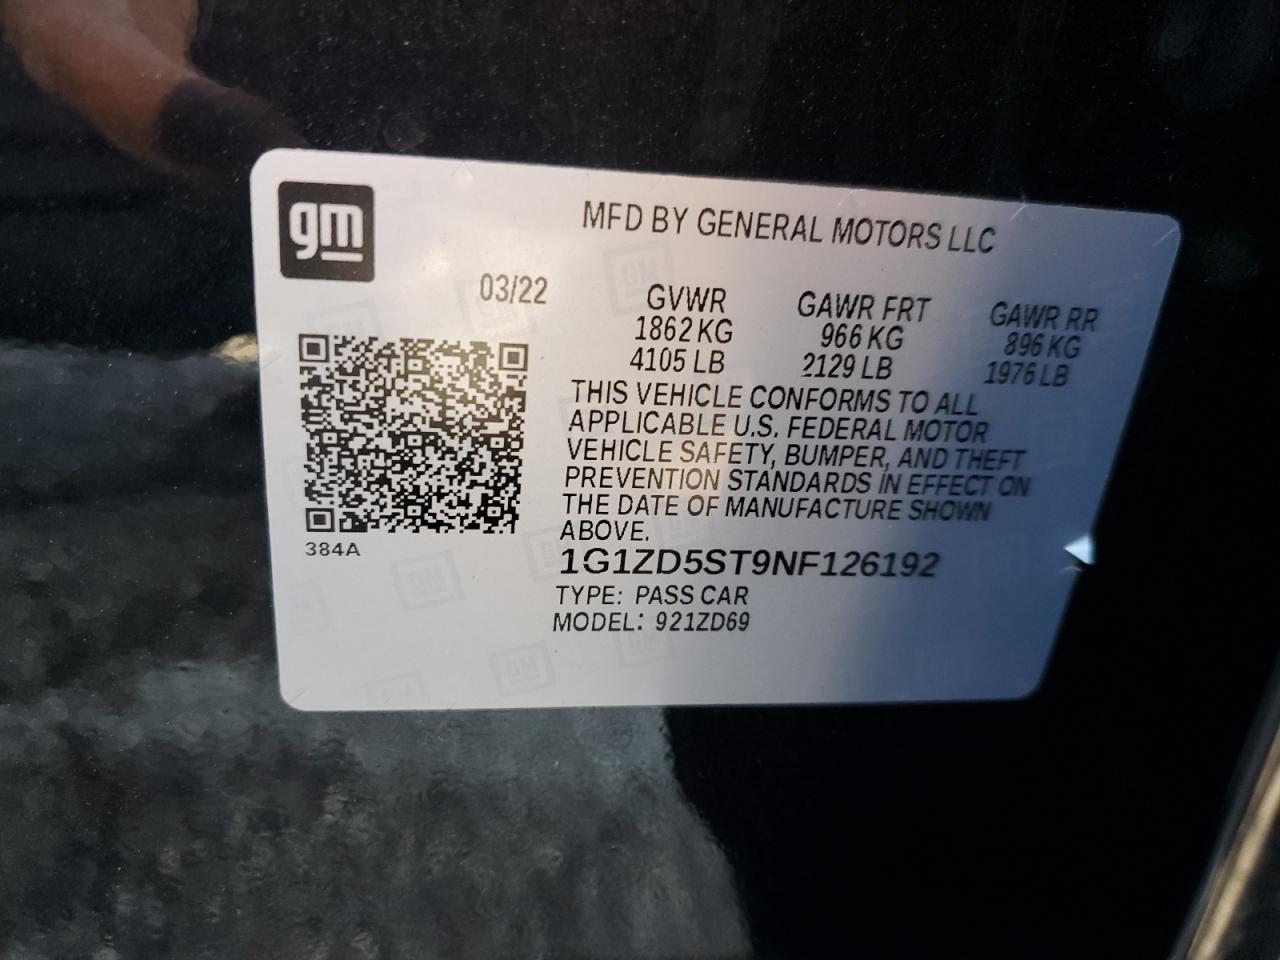 gm
MFD BY GENERAL MOTORS LLC
03/22
GVWR GAWR FRT GAWR RR
1862 KG 966 KG 896 KG
4105 LB 2129 LB 1976 LB
THIS VEHICLE CONFORMS TO ALL
APPLICABLE U.S. FEDERAL MOTOR
VEHICLE SAFETY, BUMPER, AND THEFT
PREVENTION STANDARDS IN EFFECT ON
THE DATE OF MANUFACTURE SHOWN
ABOVE.
384A
1G1ZD5ST9NF126192
TYPE: PASS CAR
MODEL: 921ZD69